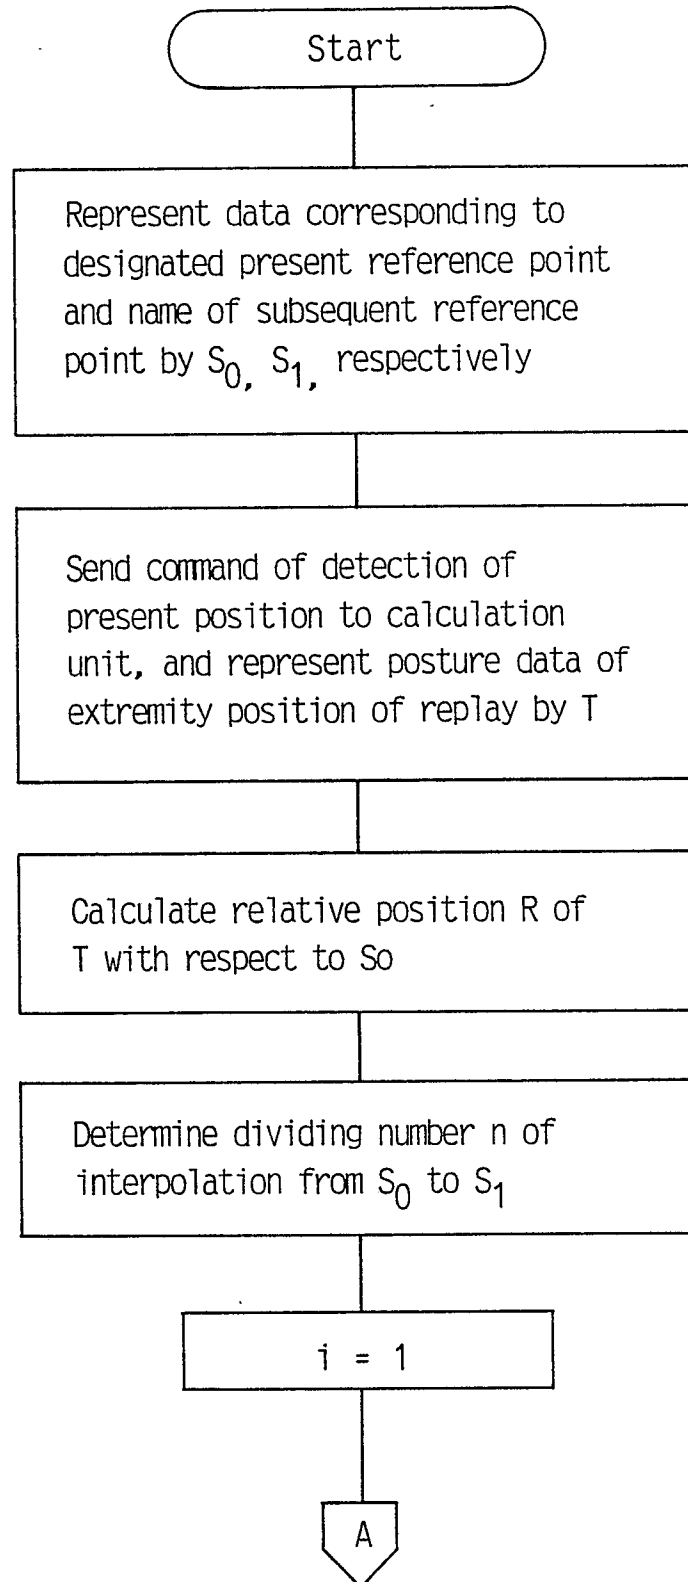 Start
Represent data corresponding to
designated present reference point
and name of subsequent reference
point by S0, S1, respectively
Send command of detection of
present position to calculation
unit, and represent posture data of
extremity position of replay by T
Calculate relative position R of
T with respect to So
Determine dividing number n of
interpolation from S0 to S1
i = 1
A